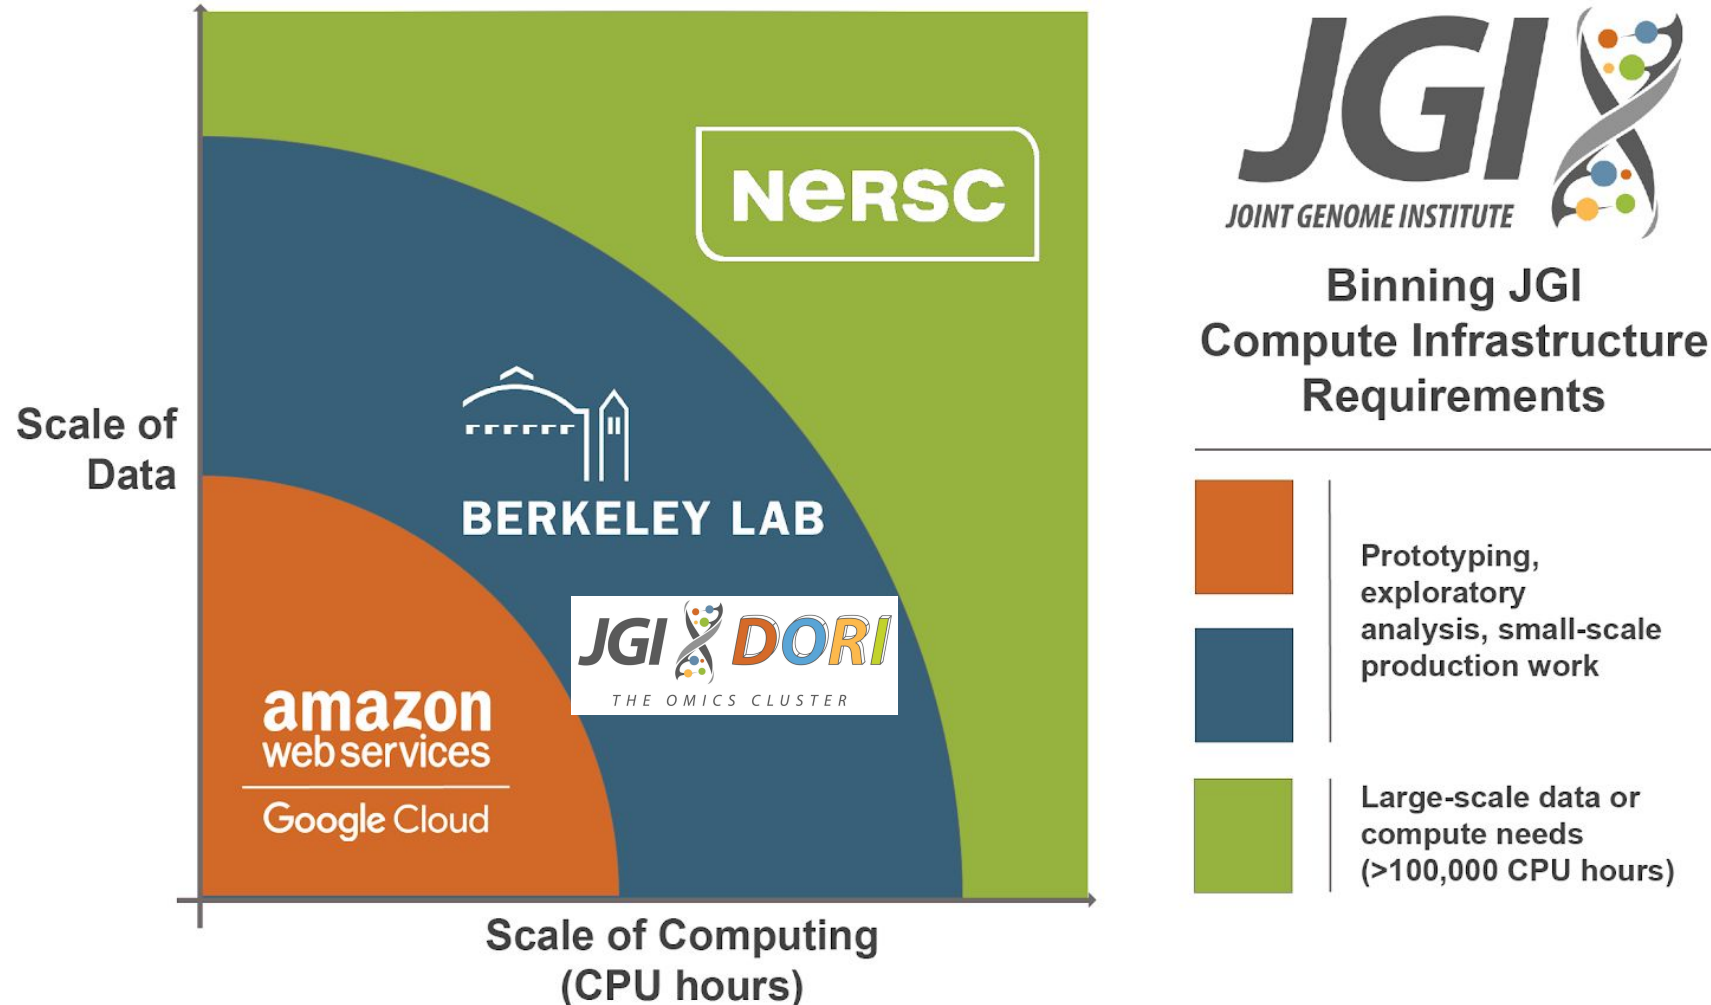 Scale of
Data
NERSC
BERKELEY LAB
JGI DORI
THE OMICS CLUSTER
amazon
web services
Google Cloud
Scale of Computing
(CPU hours)
JGI
JOINT GENOME INSTITUTE
Binning JGI
Compute Infrastructure
Requirements
Prototyping,
exploratory
analysis, small-scale
production work
Large-scale data or
compute needs
(>100,000 CPU hours)